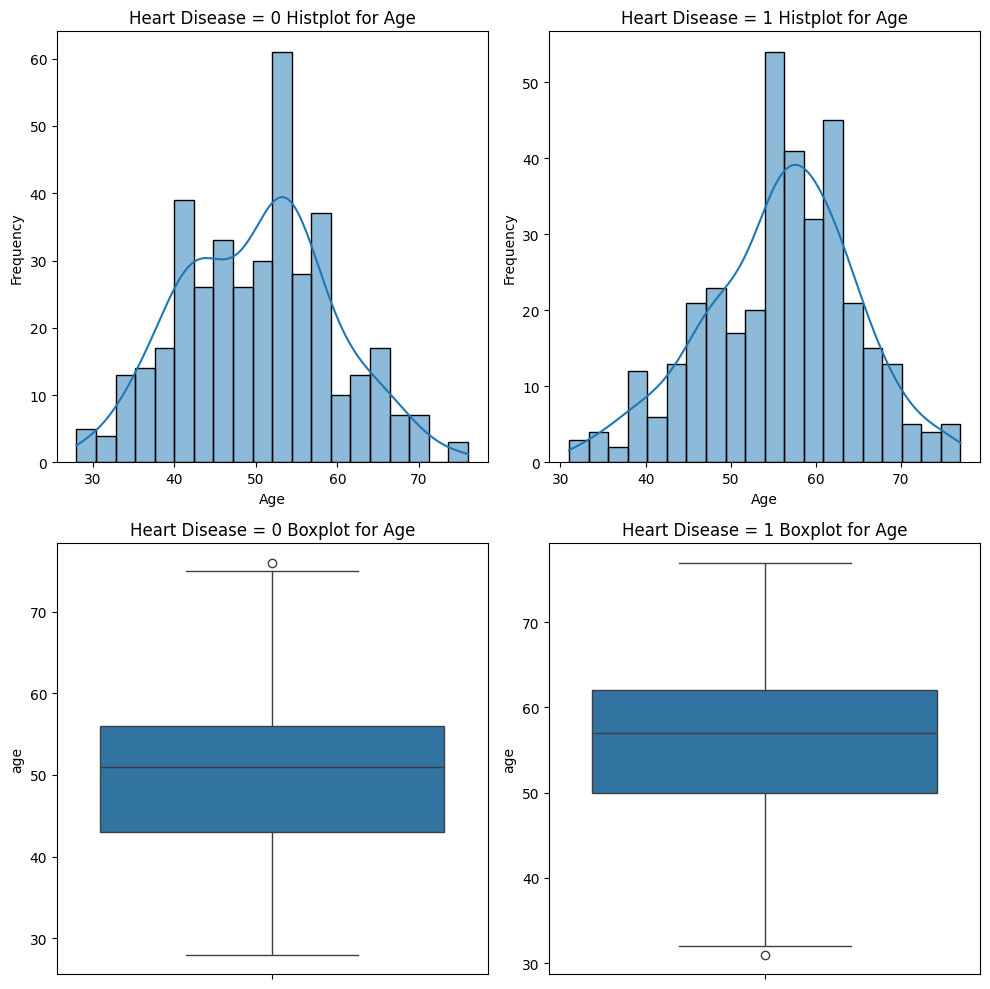 Heart Disease = 0 Histplot for Age
Frequency
60
50
40
30
20
10
0
30 40 50 60 70
Age
Heart Disease = 1 Histplot for Age
Frequency
50
40
30
20
10
0
30 40 50 60 70
Age
Heart Disease = 0 Boxplot for Age
age
70
60
50
40
30
Heart Disease = 1 Boxplot for Age
age
70
60
50
40
30